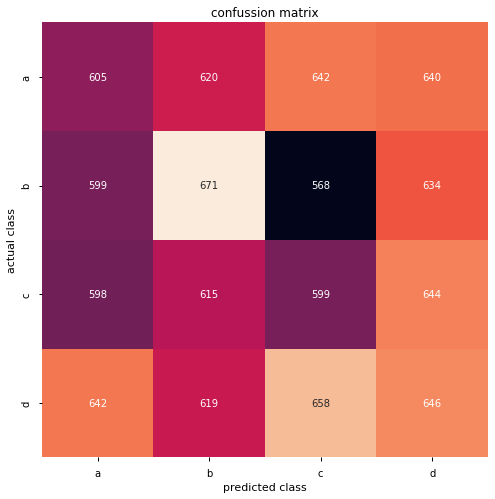 confussion matrix
a 605 620 642 640
b 599 671 568 634
c 598 615 599 644
d 642 619 658 646
a b c d
predicted class
actual class